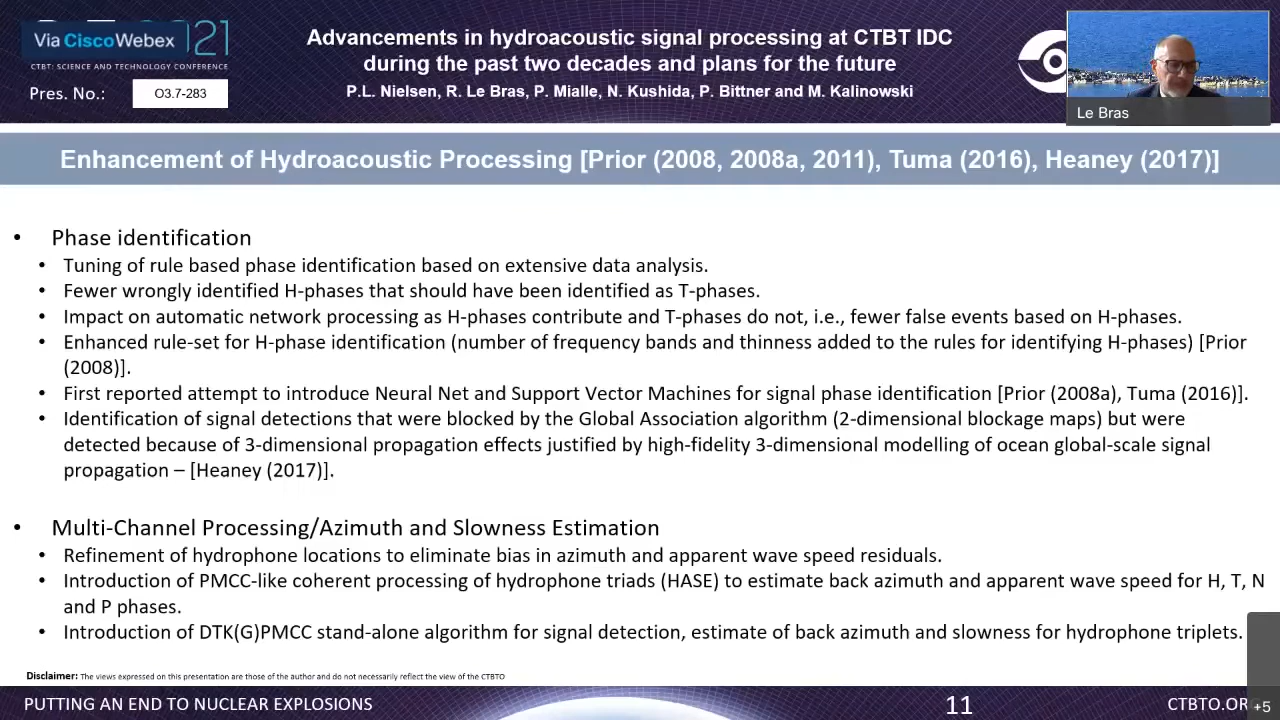 Via Cisco Webex
21
CTBT: SCIENCE AND TECHNOLOGY CONFERENCE
Pres. No.: O3.7-283
Advancements in hydroacoustic signal processing at CTBT IDC
during the past two decades and plans for the future
P.L. Nielsen, R. Le Bras, P. Mialle, N. Kushida, P. Bittner and M. Kalinowski
Le Bras
Enhancement of Hydroacoustic Processing [Prior (2008, 2008a, 2011), Tuma (2016), Heaney (2017)]
• Phase identification
• Tuning of rule based phase identification based on extensive data analysis.
• Fewer wrongly identified H-phases that should have been identified as T-phases.
• Impact on automatic network processing as H-phases contribute and T-phases do not, i.e., fewer false events based on H-phases.
• Enhanced rule-set for H-phase identification (number of frequency bands and thinness added to the rules for identifying H-phases) [Prior
(2008)].
• First reported attempt to introduce Neural Net and Support Vector Machines for signal phase identification [Prior (2008a), Tuma (2016)].
• Identification of signal detections that were blocked by the Global Association algorithm (2-dimensional blockage maps) but were
detected because of 3-dimensional propagation effects justified by high-fidelity 3-dimensional modelling of ocean global-scale signal
propagation – [Heaney (2017)].
• Multi-Channel Processing/Azimuth and Slowness Estimation
• Refinement of hydrophone locations to eliminate bias in azimuth and apparent wave speed residuals.
• Introduction of PMCC-like coherent processing of hydrophone triads (HASE) to estimate back azimuth and apparent wave speed for H, T, N
and P phases.
• Introduction of DTK(G)PMCC stand-alone algorithm for signal detection, estimate of back azimuth and slowness for hydrophone triplets.
Disclaimer: The views expressed on this presentation are those of the author and do not necessarily reflect the view of the CTBTO
PUTTING AN END TO NUCLEAR EXPLOSIONS
11
CTBTO.OR
+5